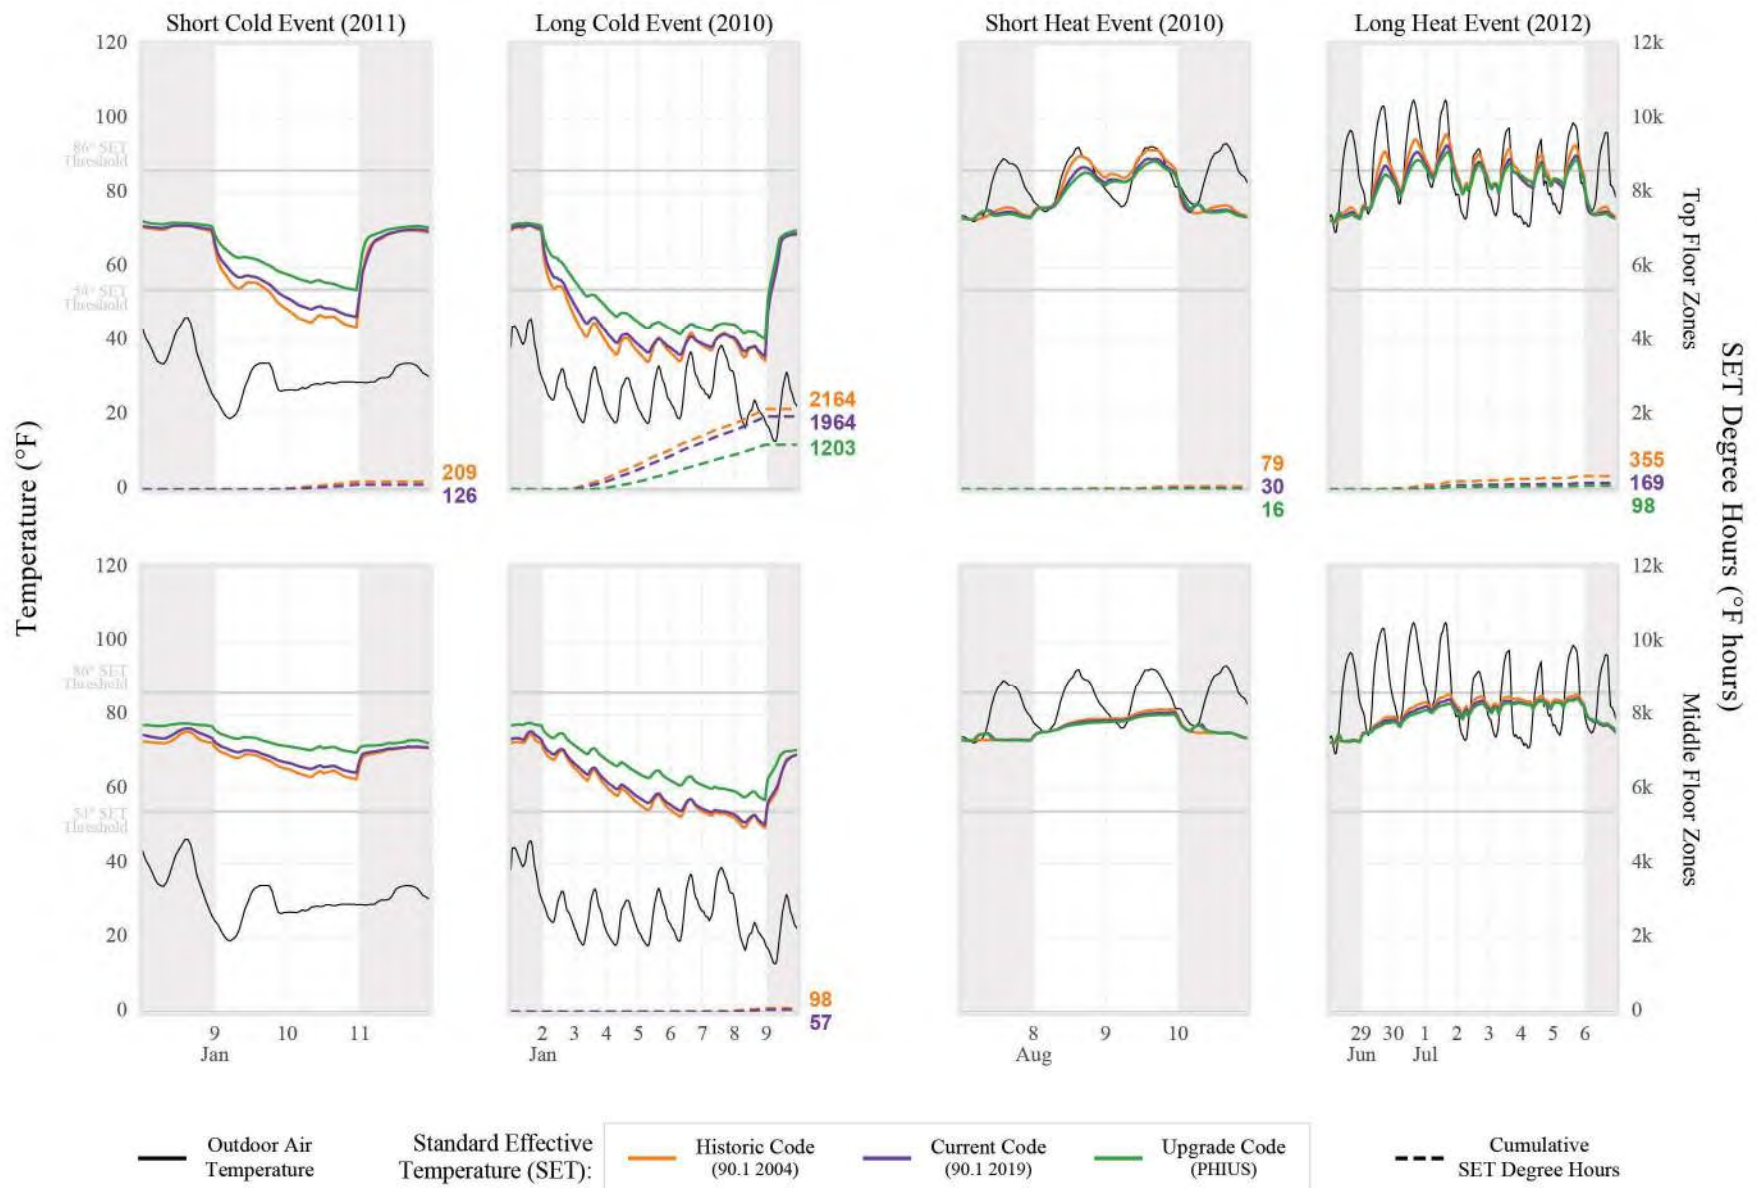 Short Cold Event (2011)
Long Cold Event (2010)
Short Heat Event (2010)
Long Heat Event (2012)
Temperature (°F)
SET Degree Hours (°F hours)
Top Floor Zones
120
100
86° SET
Threshold
80
60
54° SET
Threshold
40
20
0
209
126
2164
1964
1203
79
30
16
355
169
98
12k
10k
8k
6k
4k
2k
Middle Floor Zones
120
100
86° SET
Threshold
80
60
SET
Threshold
40
20
0
98
57
12k
10k
8k
6k
4k
2k
0
9 10 11
Jan
2 3 4 5 6 7 8 9
Jan
8 9 10
Aug
29 30 1 2 3 4 5 6
Jun Jul
Outdoor Air
Temperature
Standard Effective
Temperature (SET):
Historic Code
(90.1 2004)
Current Code
(90.1 2019)
Upgrade Code
(PHIUS)
Cumulative
SET Degree Hours